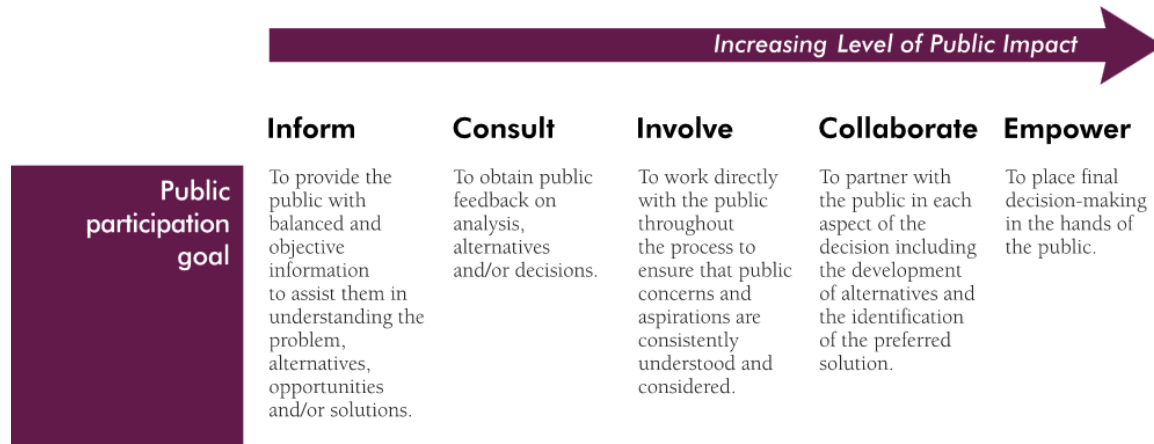 Increasing Level of Public Impact
Inform
Consult
Involve
Collaborate
Empower
Public
participation
goal
To provide the
public with
balanced and
objective
information
to assist them in
understanding the
problem,
alternatives,
opportunities
and/or solutions.
To obtain public
feedback on
analysis,
alternatives
and/or decisions.
To work directly
with the public
throughout
the process to
ensure that public
concerns and
aspirations are
consistently
understood and
considered.
To partner with
the public in each
aspect of the
decision including
the development
of alternatives and
the identification
of the preferred
solution.
To place final
decision-making
in the hands of
the public.